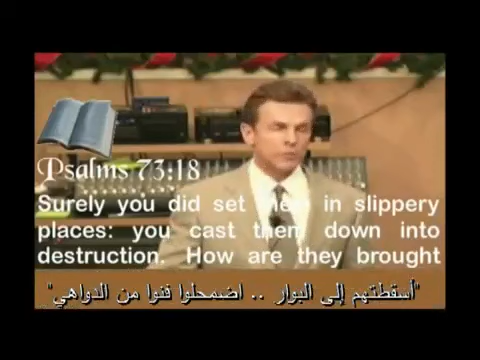 Psalms 73:18
Surely you did set them in slippery
places: you cast them down into
destruction. How are they brought
"أسقطتهم إلى البوار .. اضمحلوا فنوا من الدواهي"